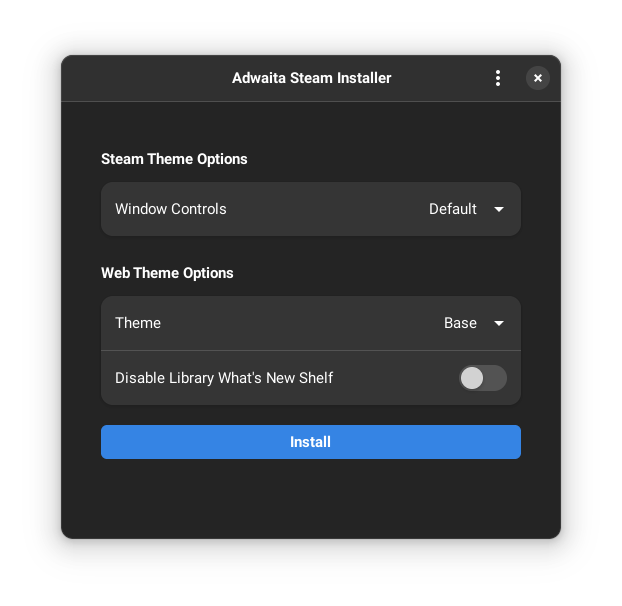 Adwaita Steam Installer
Steam Theme Options
Window Controls Default
Web Theme Options
Theme Base
Disable Library What's New Shelf
Install